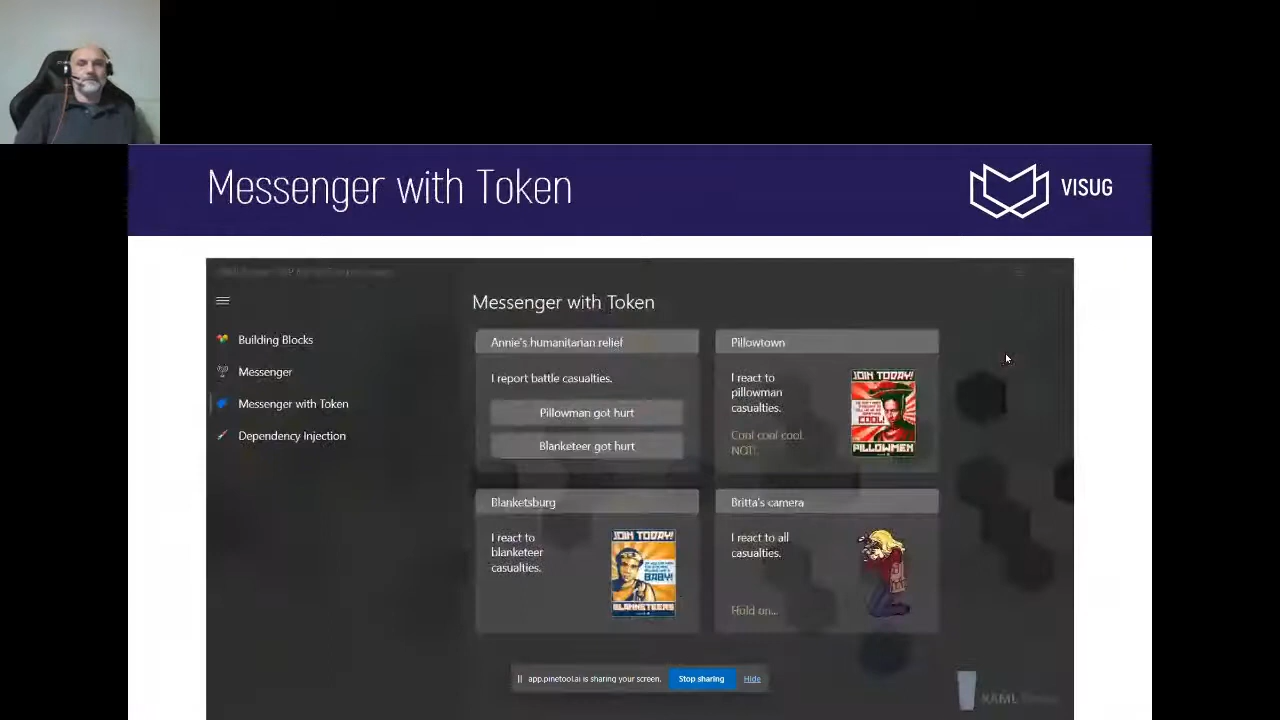 Messenger with Token
VISUG
Messenger with Token
Building Blocks
Messenger
Messenger with Token
Dependency Injection
Annie's humanitarian relief
I report battle casualties.
Pillowman got hurt
Blanketeer got hurt
Pillowtown
I react to
pillowman
casualties.
Cool cool cool.
NOT.
JOIN TODAY!
COOL!
PILLOWMEN
Blanketsburg
I react to
blanketeer
casualties.
JOIN TODAY!
BABY!
BLANKETEERS
Britta's camera
I react to all
casualties.
Hold on...
app.pinetool.ai is sharing your screen.
Stop sharing
Hide
XAML